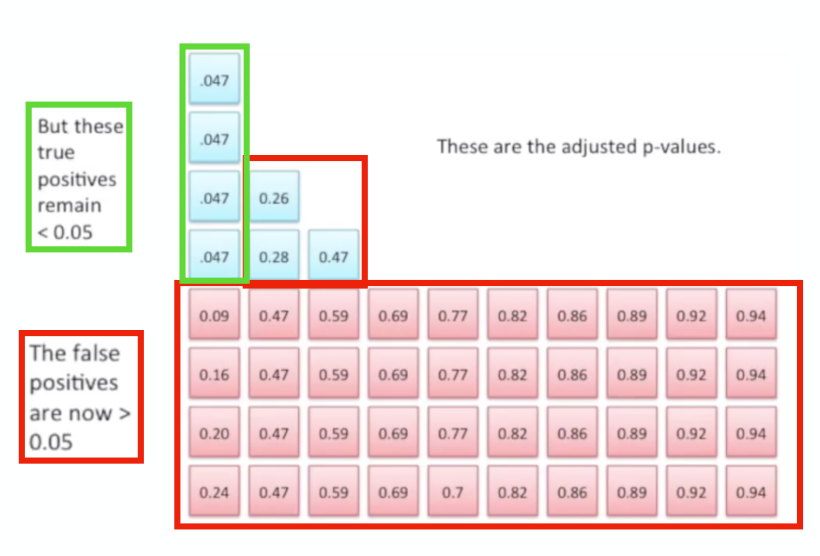 But these
true
positives
remain
< 0.05
These are the adjusted p-values.
.047
.047
.047 0.26
.047 0.28 0.47
The false
positives
are now >
0.05
0.09 0.47 0.59 0.69 0.77 0.82 0.86 0.89 0.92 0.94
0.16 0.47 0.59 0.69 0.77 0.82 0.86 0.89 0.92 0.94
0.20 0.47 0.59 0.69 0.77 0.82 0.86 0.89 0.92 0.94
0.24 0.47 0.59 0.69 0.7 0.82 0.86 0.89 0.92 0.94